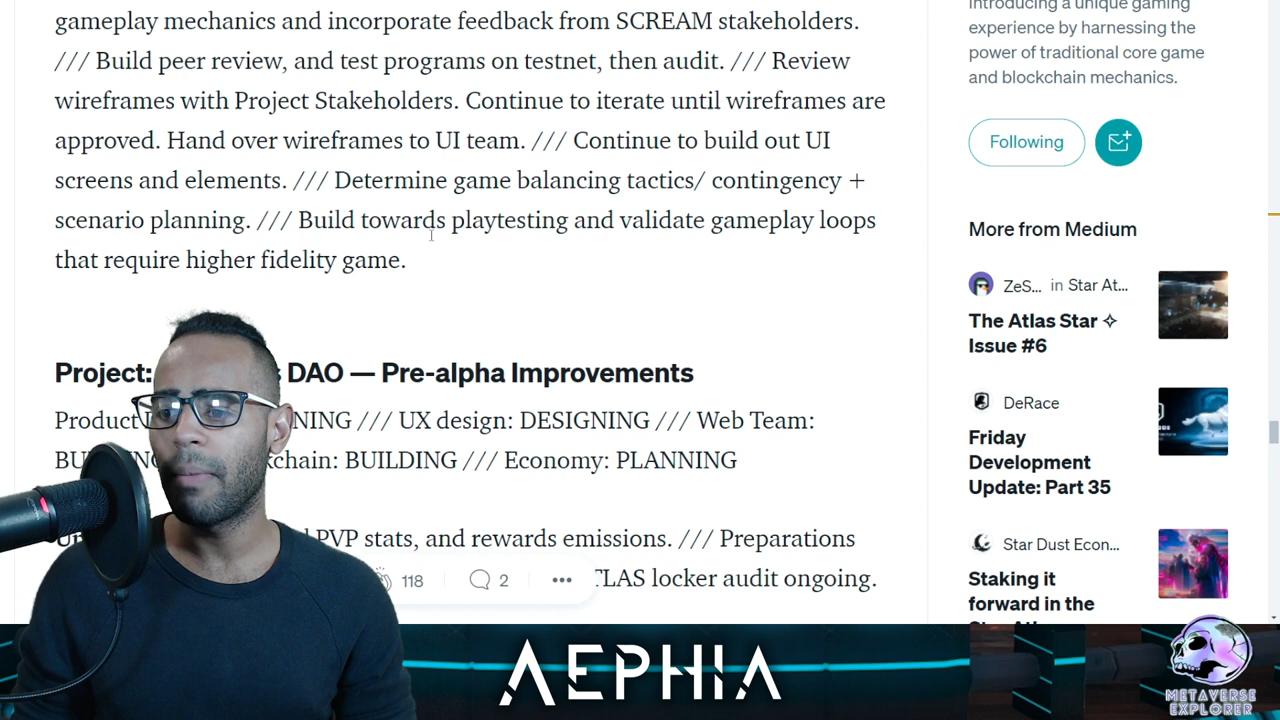 gameplay mechanics and incorporate feedback from SCREAM stakeholders.
/// Build peer review, and test programs on testnet, then audit. /// Review
wireframes with Project Stakeholders. Continue to iterate until wireframes are
approved. Hand over wireframes to UI team. /// Continue to build out UI
screens and elements. /// Determine game balancing tactics/ contingency +
scenario planning. /// Build towards playtesting and validate gameplay loops
that require higher fidelity game.
Project: DAO — Pre-alpha Improvements
Product NING /// UX design: DESIGNING /// Web Team:
BUILDING kchain: BUILDING /// Economy: PLANNING
PVP stats, and rewards emissions. /// Preparations
TLAS locker audit ongoing.
118 2
introducing a unique gaming
experience by harnessing the
power of traditional core game
and blockchain mechanics.
Following
More from Medium
ZeS... in Star At...
The Atlas Star ✧
Issue #6
DeRace
Friday
Development
Update: Part 35
Star Dust Econ...
Staking it
forward in the
AEPHIA
METAVERSE
EXPLORER